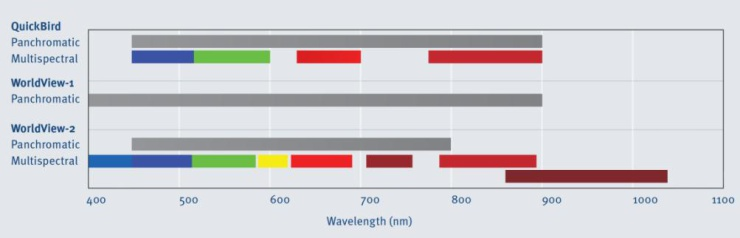 QuickBird
Panchromatic
Multispectral
WorldView-1
Panchromatic
WorldView-2
Panchromatic
Multispectral
400 500 600 700 800 900 1000 1100
Wavelength (nm)